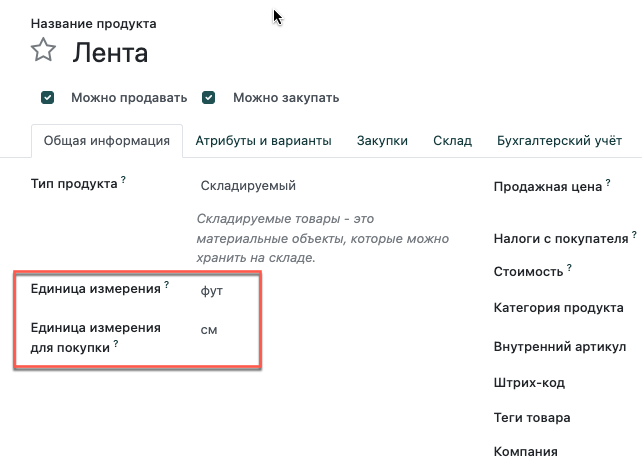 Название продукта
Лента
Можно продавать Можно закупать
Общая информация Атрибуты и варианты Закупки Склад Бухгалтерский учёт
Тип продукта ? Складируемый
Складируемые товары - это
материальные объекты, которые можно
хранить на складе.
Единица измерения ? фут
Единица измерения
для покупки ? см
Продажная цена ?
Налоги с покупателя ?
Стоимость ?
Категория продукта
Внутренний артикул
Штрих-код
Теги товара
Компания